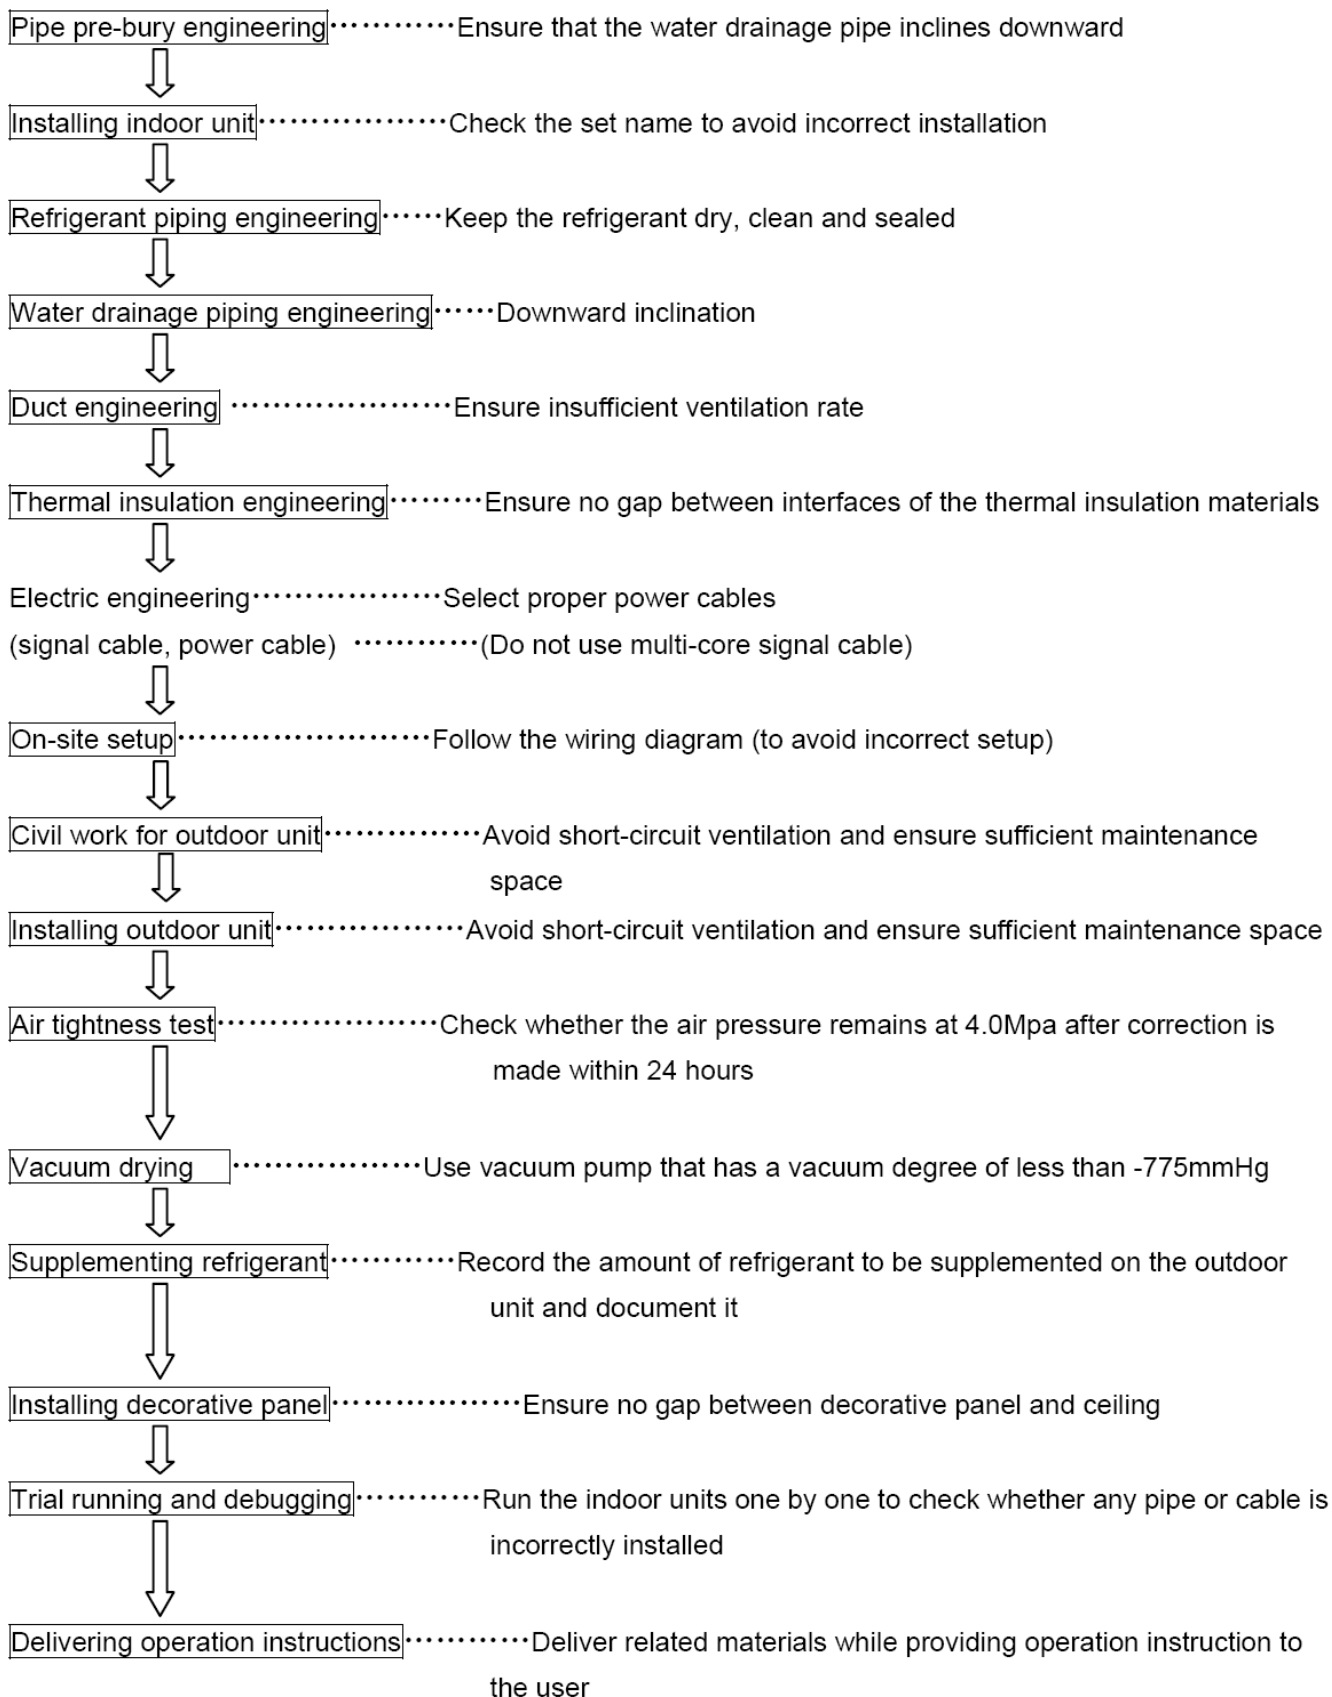 Pipe pre-bury engineering············Ensure that the water drainage pipe inclines downward
Installing indoor unit··················Check the set name to avoid incorrect installation
Refrigerant piping engineering······Keep the refrigerant dry, clean and sealed
Water drainage piping engineering······Downward inclination
Duct engineering ·····················Ensure insufficient ventilation rate
Thermal insulation engineering·········Ensure no gap between interfaces of the thermal insulation materials
Electric engineering··················Select proper power cables
(signal cable, power cable) ············(Do not use multi-core signal cable)
On-site setup························Follow the wiring diagram (to avoid incorrect setup)
Civil work for outdoor unit···············Avoid short-circuit ventilation and ensure sufficient maintenance
space
Installing outdoor unit··················Avoid short-circuit ventilation and ensure sufficient maintenance space
Air tightness test·····················Check whether the air pressure remains at 4.0Mpa after correction is
made within 24 hours
Vacuum drying ··················Use vacuum pump that has a vacuum degree of less than -775mmHg
Supplementing refrigerant············Record the amount of refrigerant to be supplemented on the outdoor
unit and document it
Installing decorative panel··················Ensure no gap between decorative panel and ceiling
Trial running and debugging············Run the indoor units one by one to check whether any pipe or cable is
incorrectly installed
Delivering operation instructions············Deliver related materials while providing operation instruction to
the user